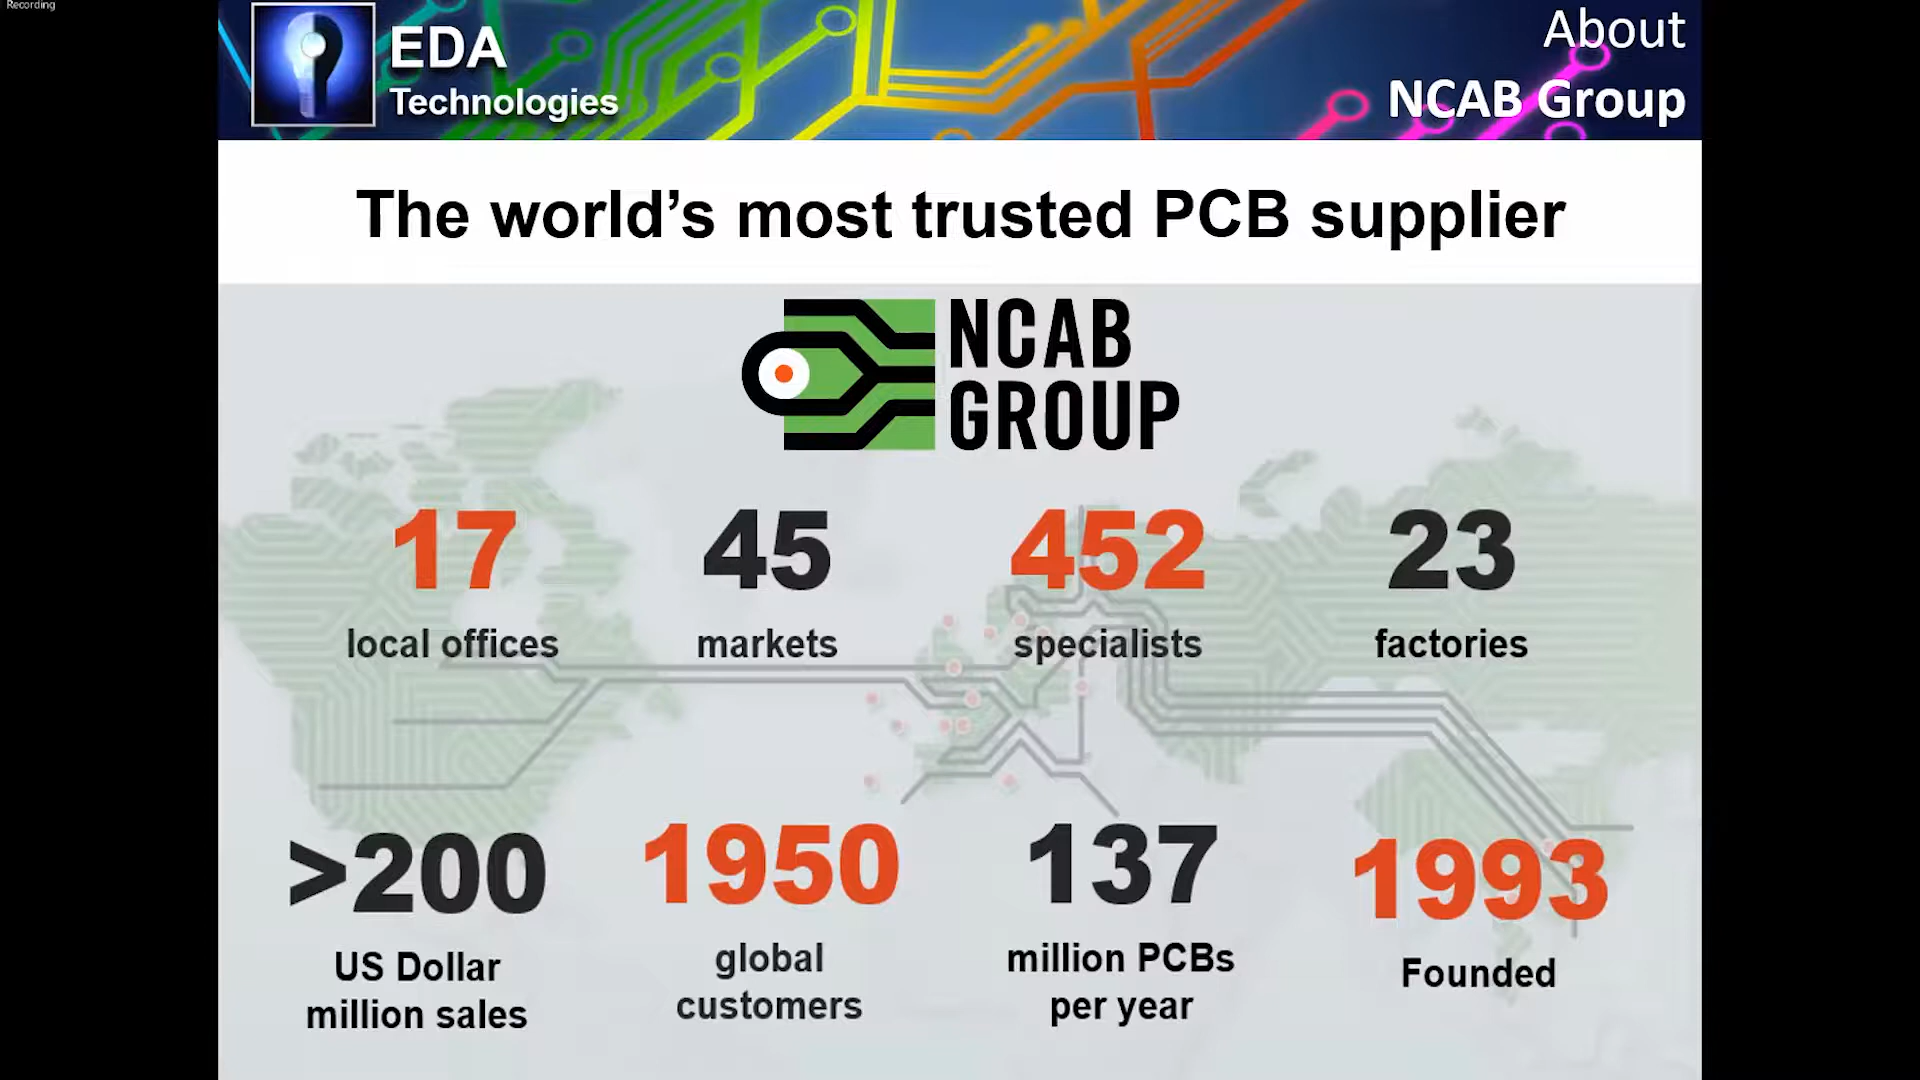 Recording
EDA
Technologies
About
NCAB Group
The world’s most trusted PCB supplier
NCAB
GROUP
17
local offices
45
markets
452
specialists
23
factories
>200
US Dollar
million sales
1950
global
customers
137
million PCBs
per year
1993
Founded